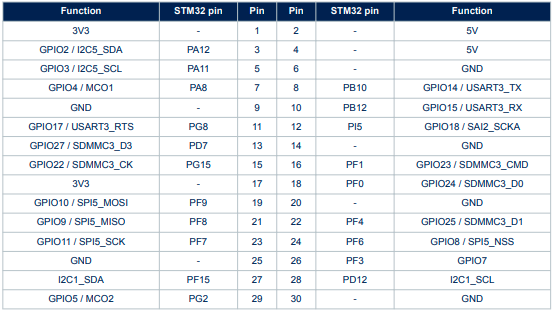 Function STM32 pin Pin Pin STM32 pin Function
3V3 - 1 2 - 5V
GPIO2 / I2C5_SDA PA12 3 4 - 5V
GPIO3 / I2C5_SCL PA11 5 6 - GND
GPIO4 / MCO1 PA8 7 8 PB10 GPIO14 / USART3_TX
GND - 9 10 PB12 GPIO15 / USART3_RX
GPIO17 / USART3_RTS PG8 11 12 PI5 GPIO18 / SAI2_SCKA
GPIO27 / SDMMC3_D3 PD7 13 14 - GND
GPIO22 / SDMMC3_CK PG15 15 16 PF1 GPIO23 / SDMMC3_CMD
3V3 - 17 18 PF0 GPIO24 / SDMMC3_D0
GPIO10 / SPI5_MOSI PF9 19 20 - GND
GPIO9 / SPI5_MISO PF8 21 22 PF4 GPIO25 / SDMMC3_D1
GPIO11 / SPI5_SCK PF7 23 24 PF6 GPIO8 / SPI5_NSS
GND - 25 26 PF3 GPIO7
I2C1_SDA PF15 27 28 PD12 I2C1_SCL
GPIO5 / MCO2 PG2 29 30 - GND